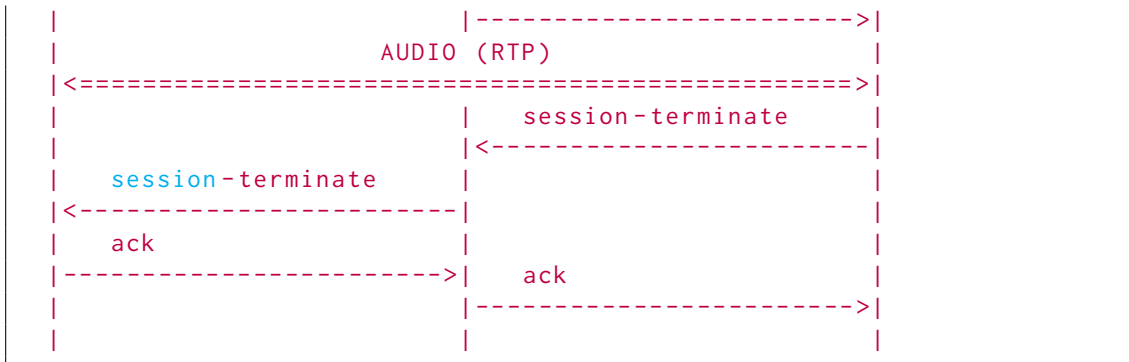 |                          |------------------------>|
|                    AUDIO (RTP)                     |
|<==================================================>|
|                          |   session-terminate     |
|                          |<------------------------|
|   session-terminate      |                         |
|<-------------------------|                         |
|   ack                    |                         |
|------------------------->|   ack                   |
|                          |------------------------>|
|                          |                         |